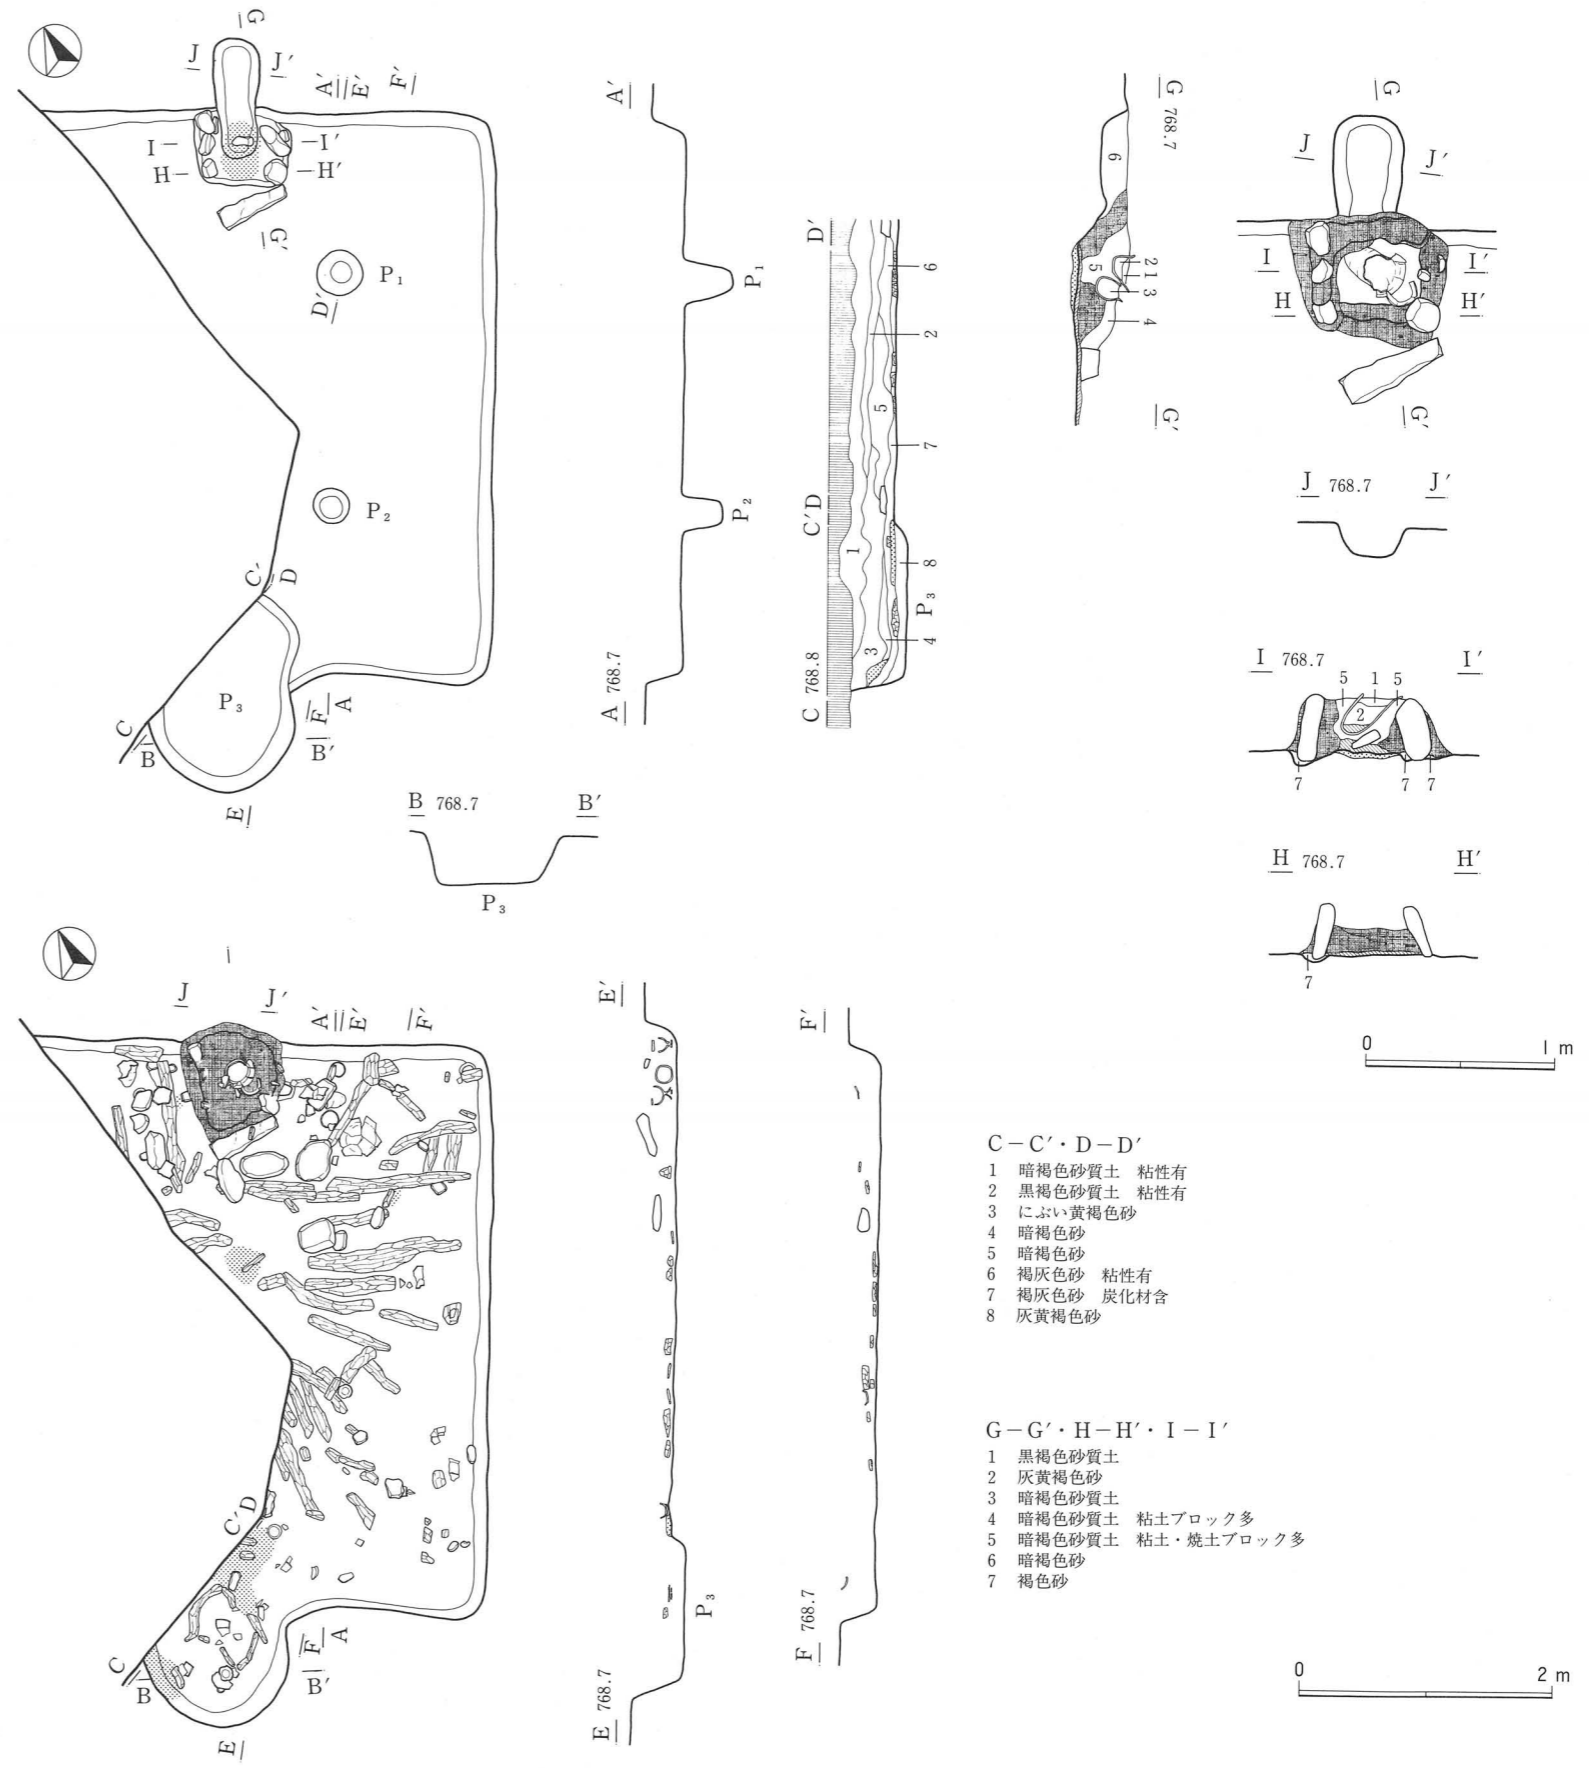 G
J J′
A′ E′ F′
I I′
H H′
G′
P₁
D′
P₂
C′ D
P₃
C
B
F A
B′
E
A′
P₁
P₂
A 768.7
B 768.7 B′
P₃
D′
6
2
5
7
C′D
1
8
P₃
4
3
C 768.8
G 768.7
6
5
2
1
3
4
G′
G
J J′
I I′
H H′
G′
J 768.7 J′
I 768.7 I′
5 1 5
2
7 7 7
H 768.7 H′
7
0 1m
J J′
A′ E′ F′
C′D
C
B
F A
B′
E
E′
P₃
E 768.7
F′
F 768.7
C－C′・D－D′
1 暗褐色砂質土 粘性有
2 黒褐色砂質土 粘性有
3 にぶい黄褐色砂
4 暗褐色砂
5 暗褐色砂
6 褐灰色砂 粘性有
7 褐灰色砂 炭化材含
8 灰黄褐色砂
G－G′・H－H′・I－I′
1 黒褐色砂質土
2 灰黄褐色砂
3 暗褐色砂質土
4 暗褐色砂質土 粘土ブロック多
5 暗褐色砂質土 粘土・焼土ブロック多
6 暗褐色砂
7 褐色砂
0 2m